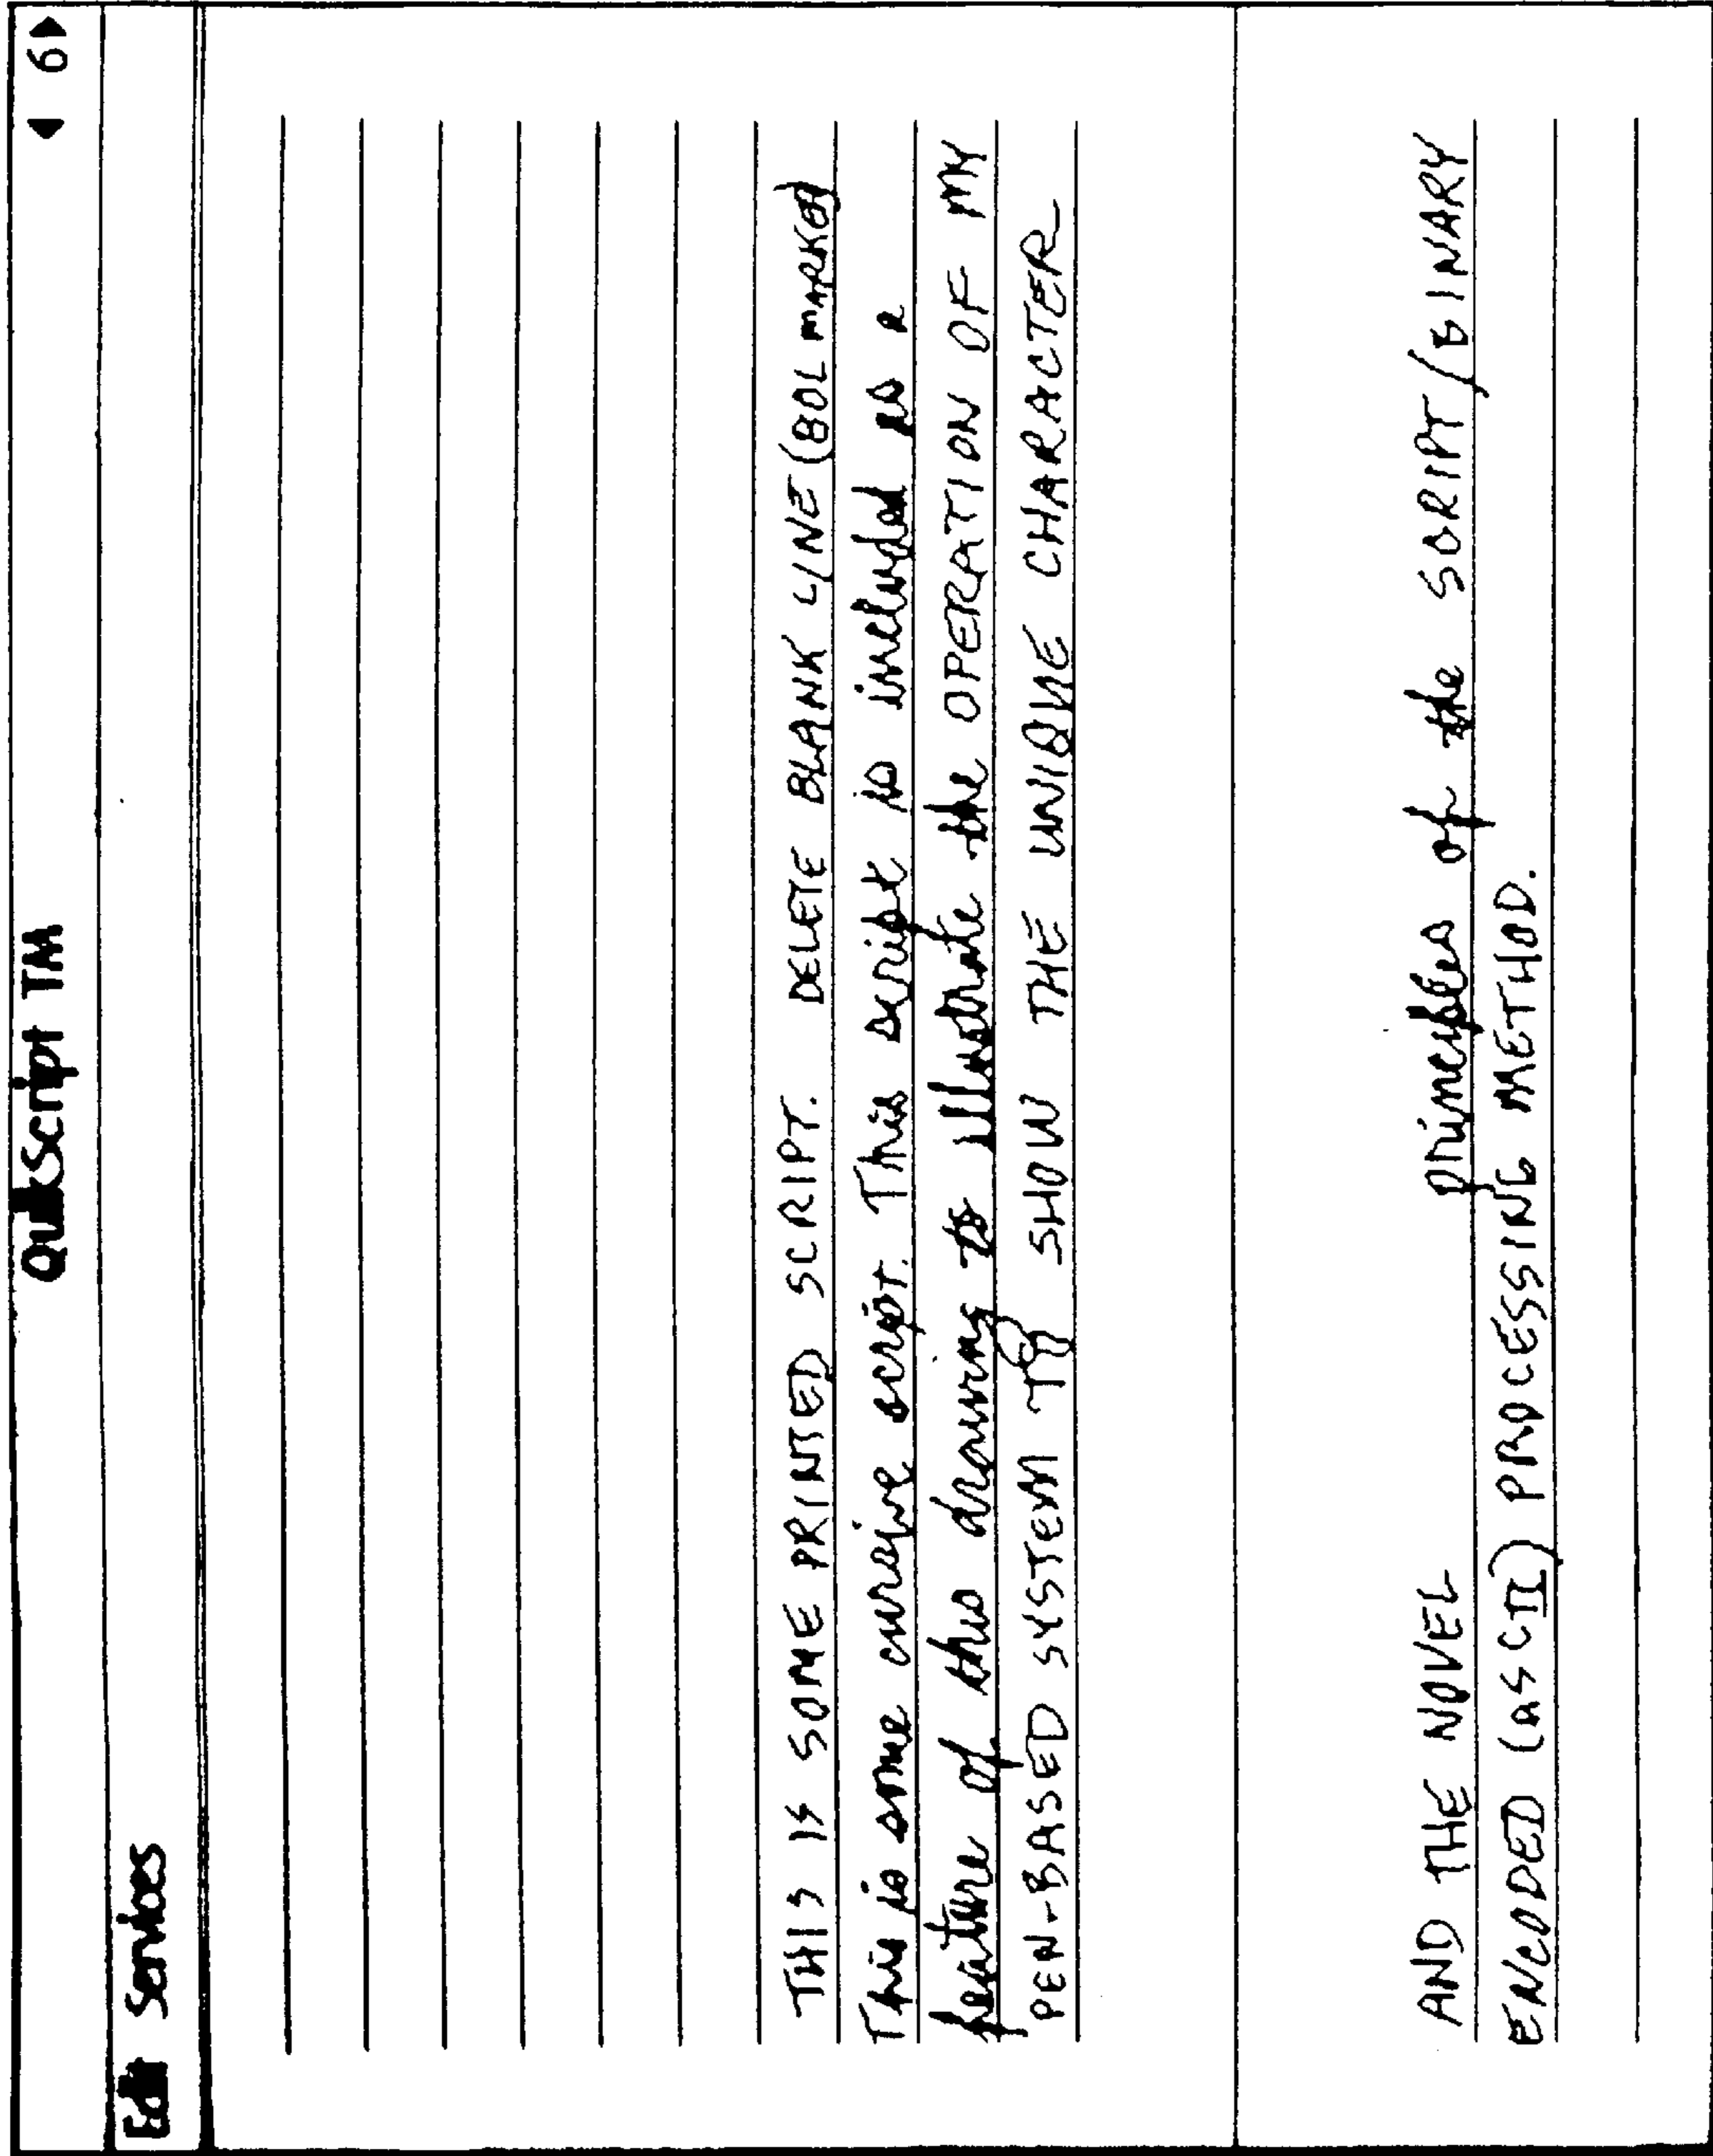 QuikScript TM ◀ 6▶
Edit Services
THIS IS SOME PRINTED SCRIPT. DELETE BLANK LINE (BOL MARKED)
This is some cursive script. This script is included as a
feature of this drawing to illustrate the OPERATION OF MY
PEN-BASED SYSTEM TO SHOW THE UNIQUE CHARACTER
AND THE NOVEL principles of the SCRIPT/BINARY
ENCODED (ASCII) PROCESSING METHOD.